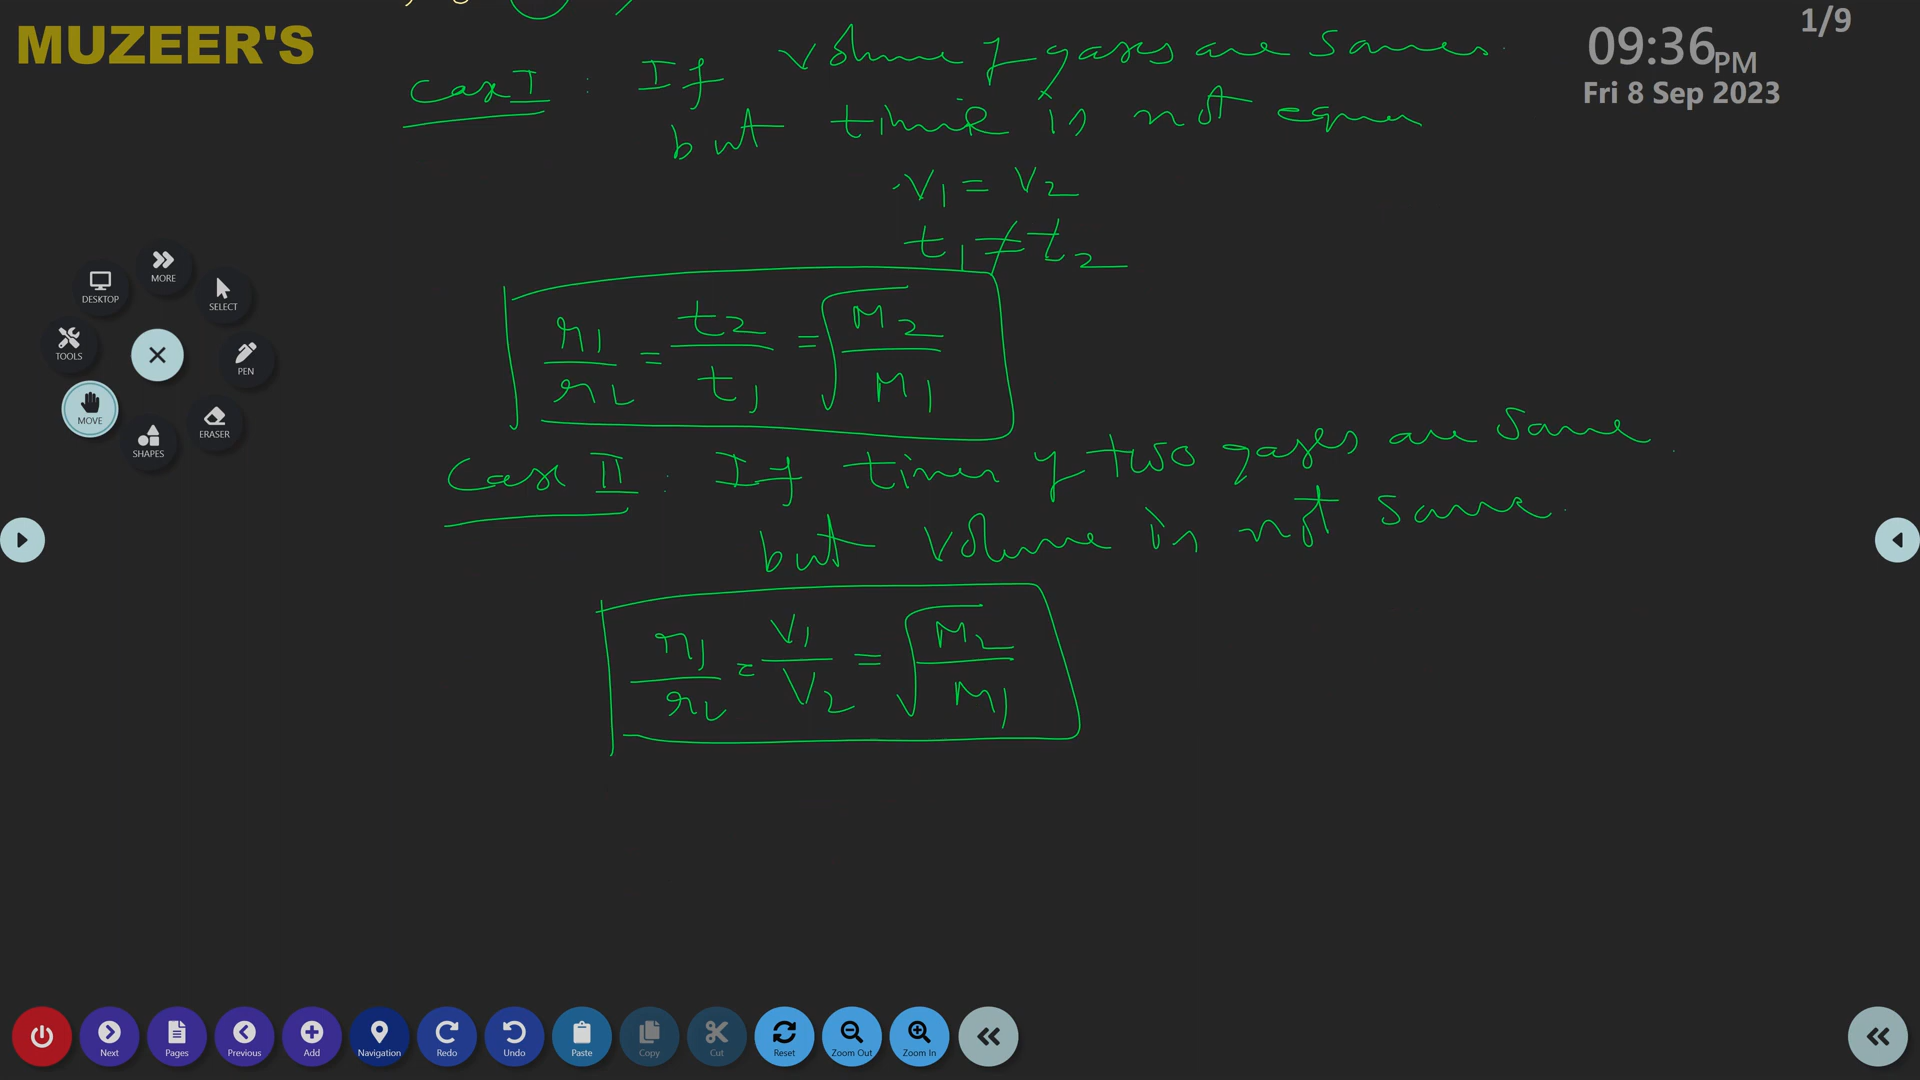 MUZEER'S
09:36 PM
1/9
Fri 8 Sep 2023
Case I : If volume of gases are same
but time is not equal
V1 = V2
t1 ≠ t2
r1/r2 = t2/t1 = √(M2/M1)
Case II : If times of two gases are same
but volume is not same.
r1/r2 = V1/V2 = √(M2/M1)
MORE
DESKTOP
SELECT
TOOLS
PEN
MOVE
ERASER
SHAPES
Next
Pages
Previous
Add
Navigation
Redo
Undo
Paste
Copy
Cut
Reset
Zoom Out
Zoom In